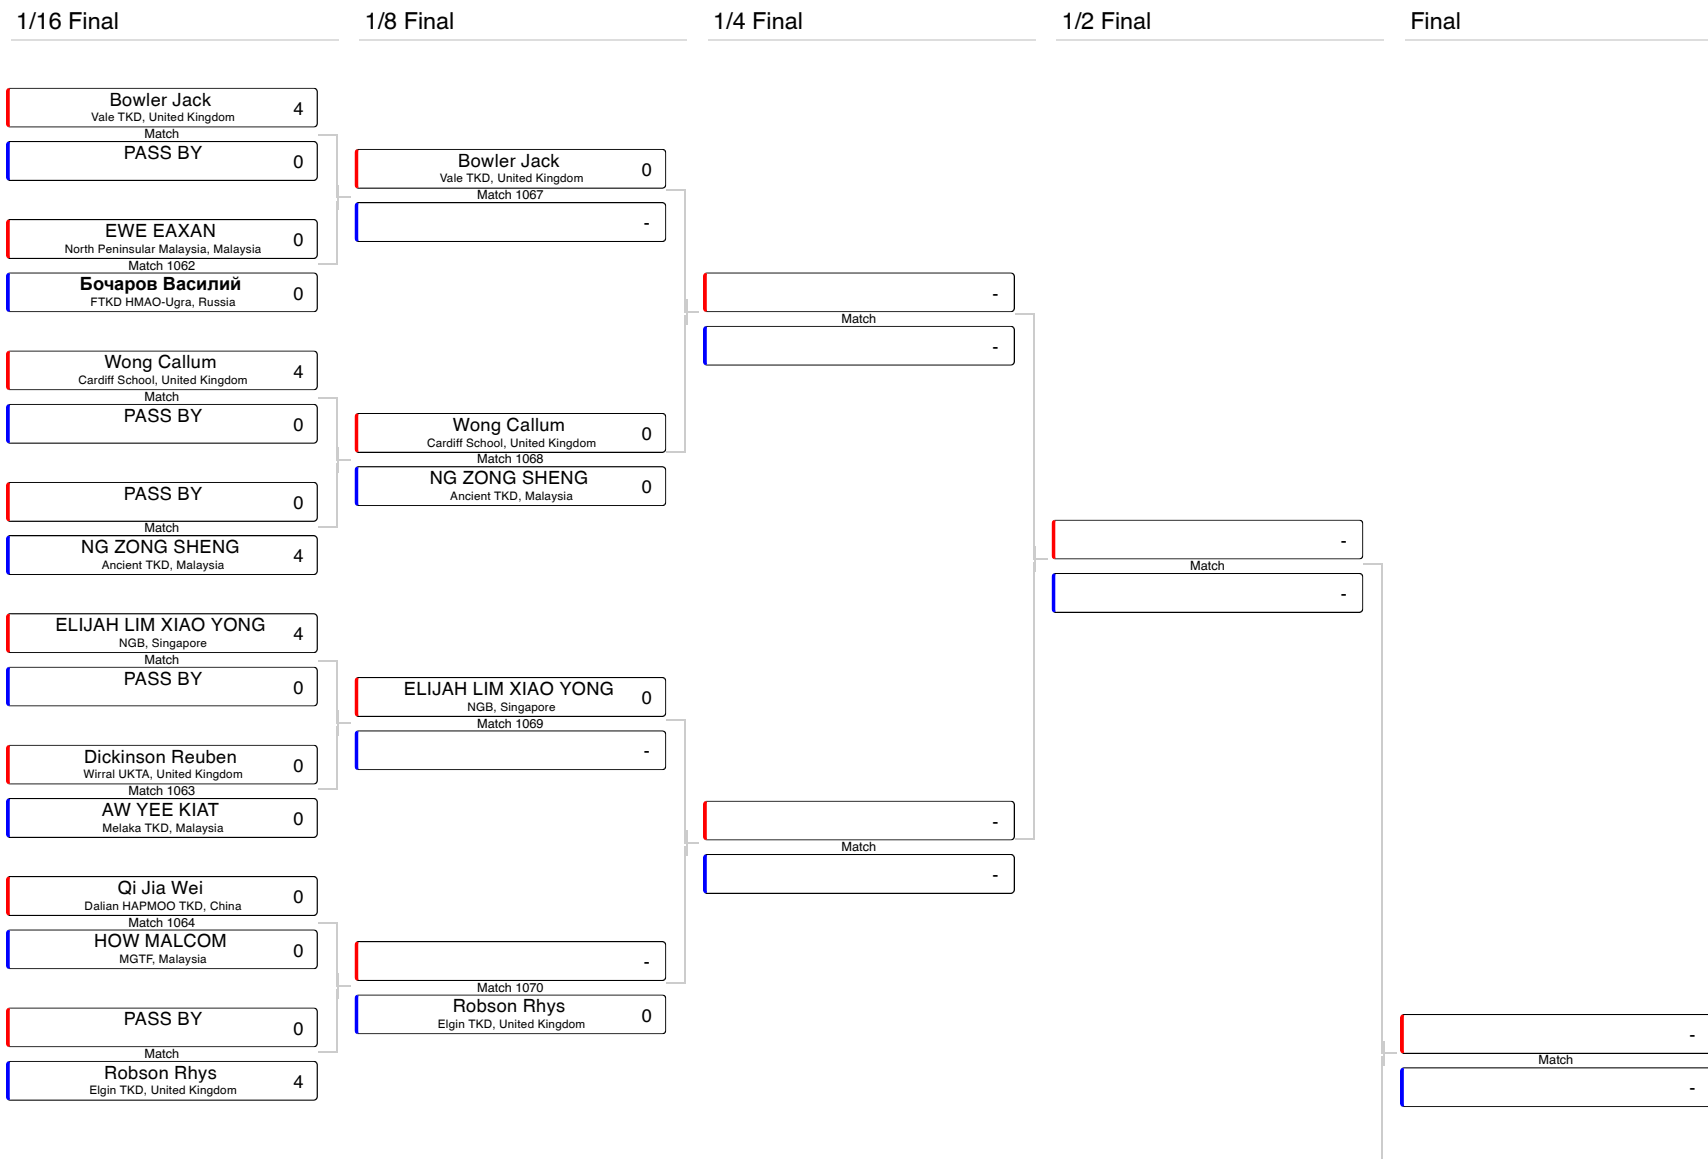 1/16 Final
1/8 Final
1/4 Final
1/2 Final
Final
Bowler Jack
Vale TKD, United Kingdom
4
Match
PASS BY
0
EWE EAXAN
North Peninsular Malaysia, Malaysia
0
Match 1062
Бочаров Василий
FTKD HMAO-Ugra, Russia
0
Wong Callum
Cardiff School, United Kingdom
4
Match
PASS BY
0
PASS BY
0
Match
NG ZONG SHENG
Ancient TKD, Malaysia
4
ELIJAH LIM XIAO YONG
NGB, Singapore
4
Match
PASS BY
0
Dickinson Reuben
Wirral UKTA, United Kingdom
0
Match 1063
AW YEE KIAT
Melaka TKD, Malaysia
0
Qi Jia Wei
Dalian HAPMOO TKD, China
0
Match 1064
HOW MALCOM
MGTF, Malaysia
0
PASS BY
0
Match
Robson Rhys
Elgin TKD, United Kingdom
4
Bowler Jack
Vale TKD, United Kingdom
0
Match 1067
-
Wong Callum
Cardiff School, United Kingdom
0
Match 1068
NG ZONG SHENG
Ancient TKD, Malaysia
0
ELIJAH LIM XIAO YONG
NGB, Singapore
0
Match 1069
-
-
Match 1070
Robson Rhys
Elgin TKD, United Kingdom
0
-
Match
-
-
Match
-
-
Match
-
-
Match
-